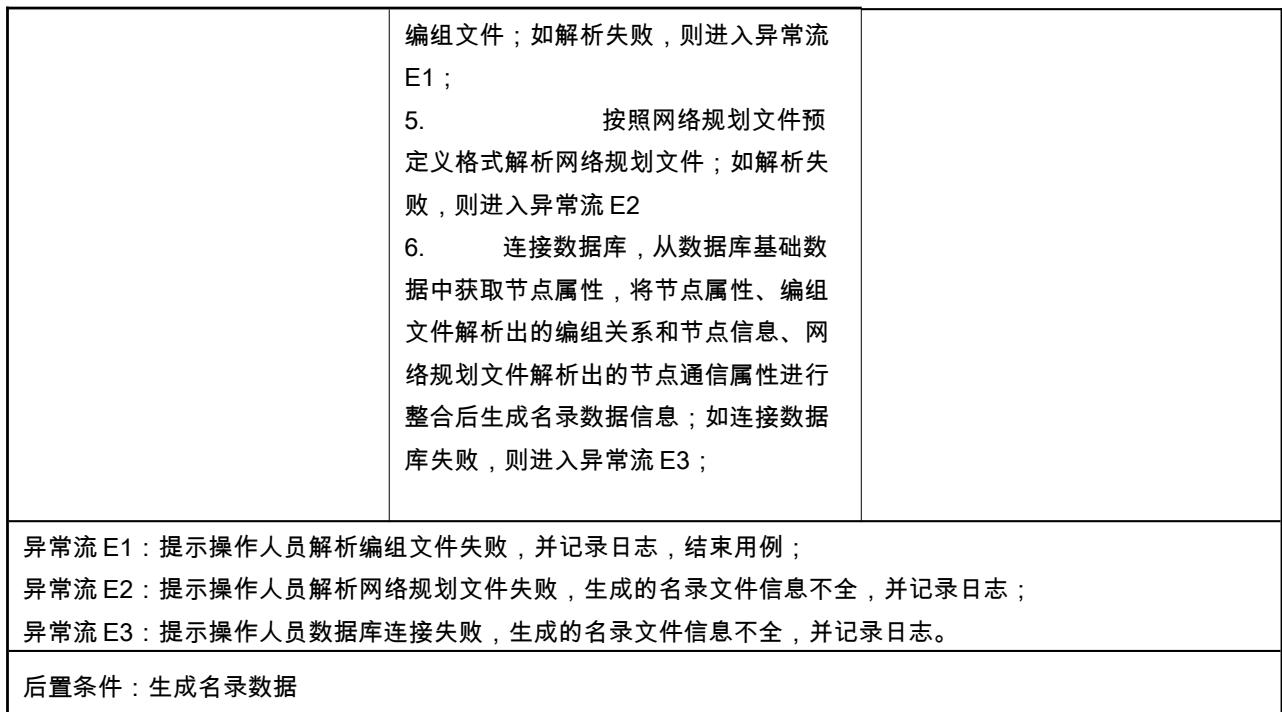 编组文件；如解析失败，则进入异常流
E1；
5. 按照网络规划文件预
定义格式解析网络规划文件；如解析失
败，则进入异常流 E2
6. 连接数据库，从数据库基础数
据中获取节点属性，将节点属性、编组
文件解析出的编组关系和节点信息、网
络规划文件解析出的节点通信属性进行
整合后生成名录数据信息；如连接数据
库失败，则进入异常流 E3；
异常流 E1：提示操作人员解析编组文件失败，并记录日志，结束用例；
异常流 E2：提示操作人员解析网络规划文件失败，生成的名录文件信息不全，并记录日志；
异常流 E3：提示操作人员数据库连接失败，生成的名录文件信息不全，并记录日志。
后置条件：生成名录数据